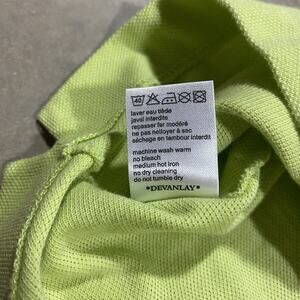 40
laver eau tiède
javel interdite
repasser fer modéré
ne pas nettoyer à sec
séchage en tambour interdit
machine wash warm
no bleach
medium hot iron
no dry cleaning
do not tumble dry
*DEVANLAY*